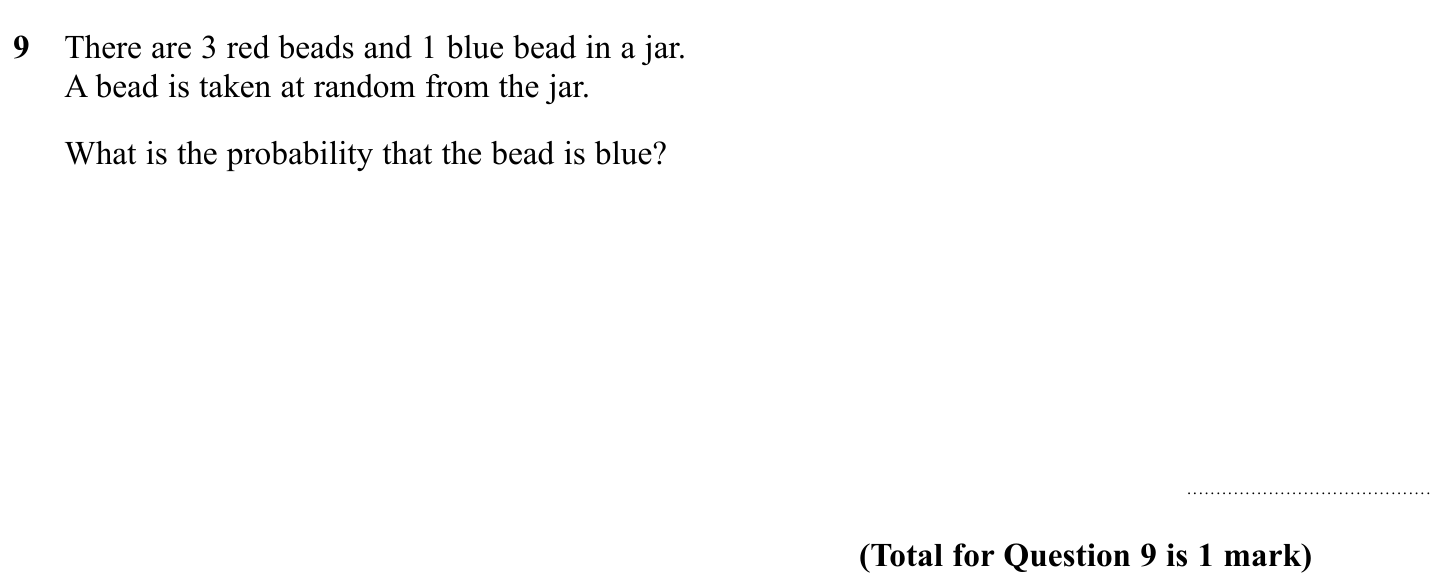 9 There are 3 red beads and 1 blue bead in a jar.
A bead is taken at random from the jar.
What is the probability that the bead is blue?
(Total for Question 9 is 1 mark)